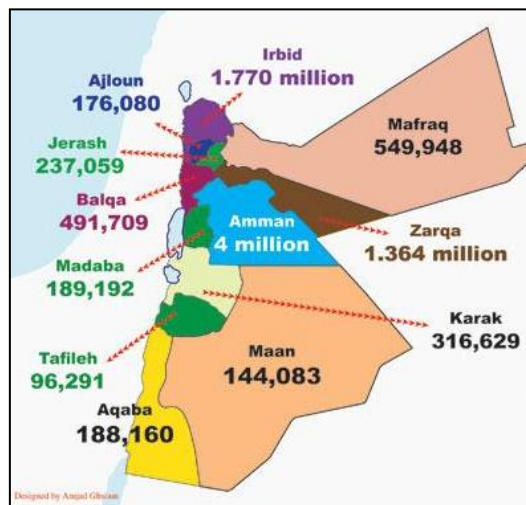 Irbid
1.770 million
Ajloun
176,080
Mafraq
549,948
Jerash
237,059
Balqa
491,709
Amman
4 million
Zarqa
1.364 million
Madaba
189,192
Karak
316,629
Tafileh
96,291
Maan
144,083
Aqaba
188,160
Designed by Amjad Ghsoun